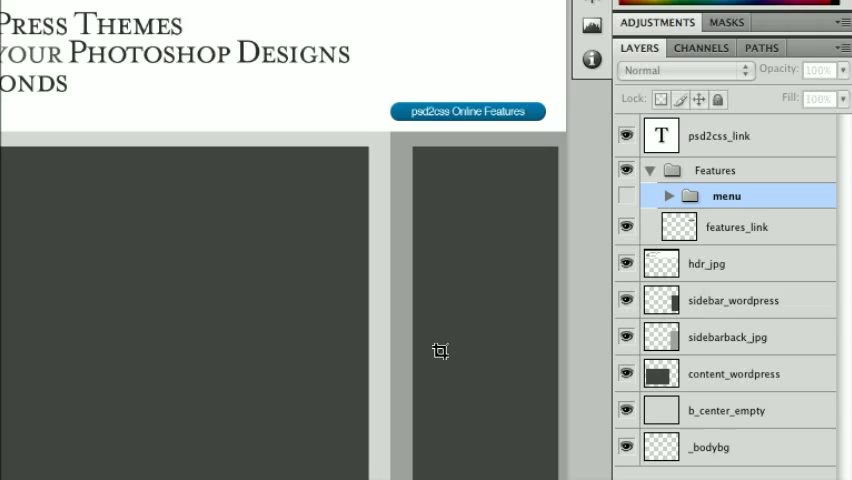 PRESS THEMES
YOUR PHOTOSHOP DESIGNS
ONDS
psd2css Online Features
ADJUSTMENTS
MASKS
LAYERS
CHANNELS
PATHS
Normal
Opacity: 100%
Lock:
Fill: 100%
T
psd2css_link
Features
menu
features_link
hdr_jpg
sidebar_wordpress
sidebarback_jpg
content_wordpress
b_center_empty
_bodybg